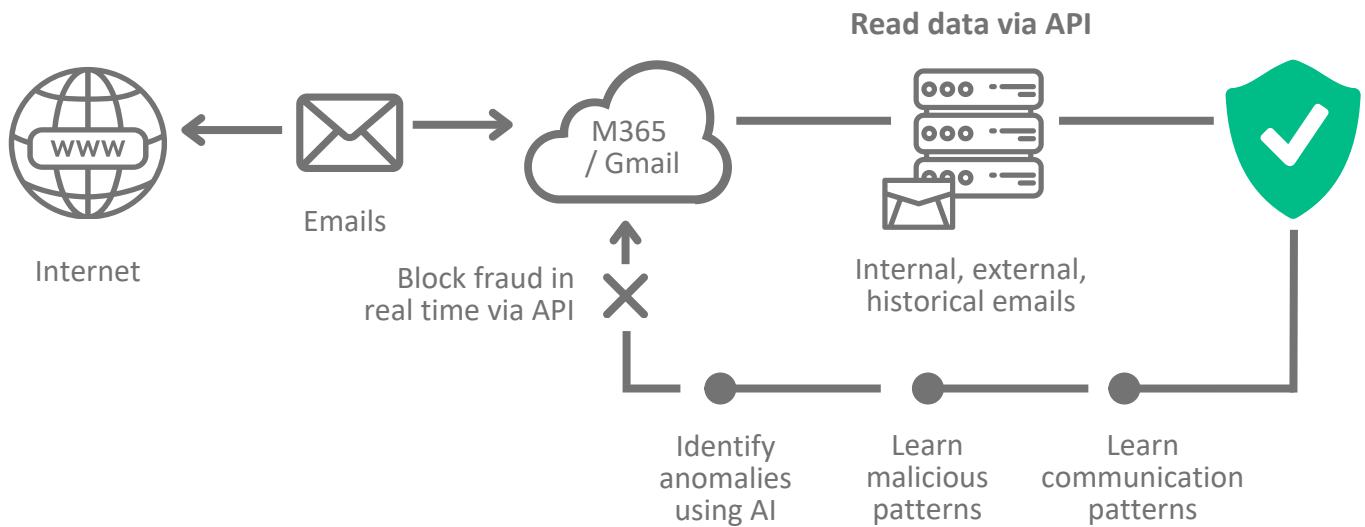 Read data via API
www
M365
/ Gmail
Emails
Internet
Block fraud in
real time via API
Internal, external,
historical emails
Identify
anomalies
using AI
Learn
malicious
patterns
Learn
communication
patterns